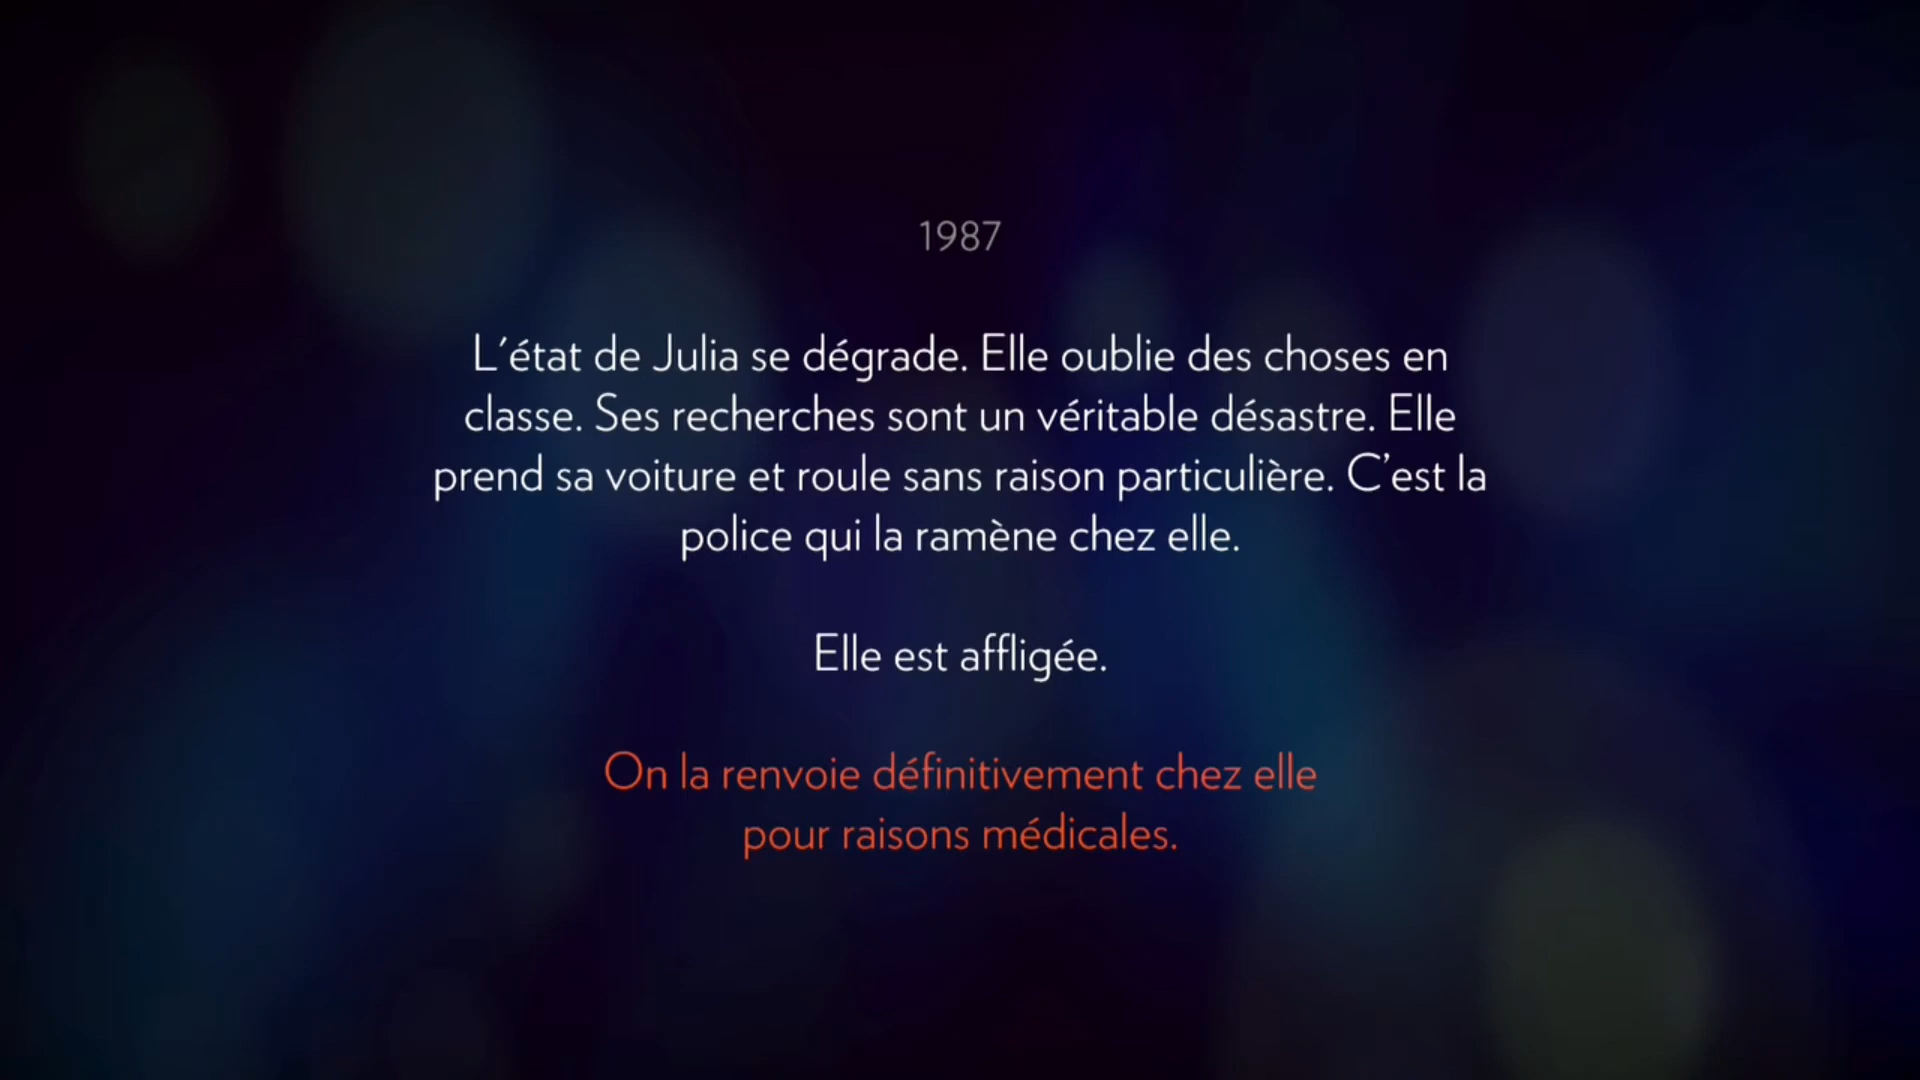 1987
L'état de Julia se dégrade. Elle oublie des choses en
classe. Ses recherches sont un véritable désastre. Elle
prend sa voiture et roule sans raison particulière. C’est la
police qui la ramène chez elle.
Elle est affligée.
On la renvoie définitivement chez elle
pour raisons médicales.